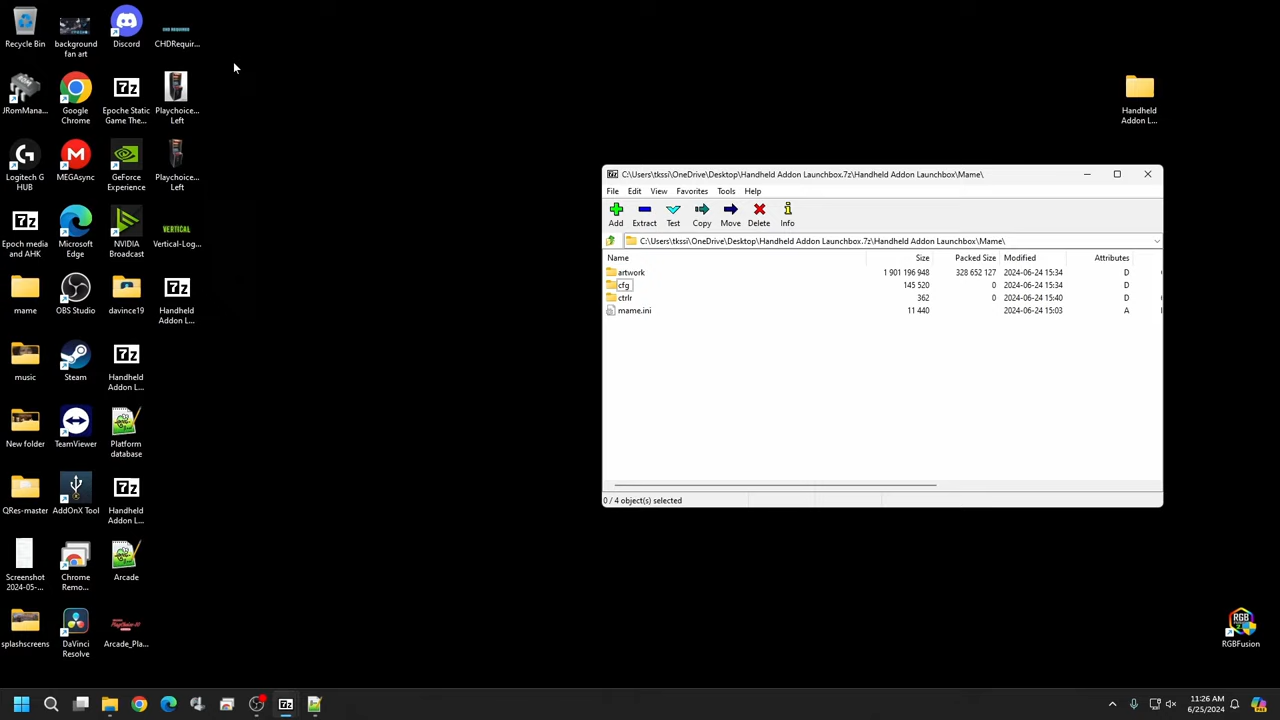 Recycle Bin
background
fan art
Discord
CHDRequir...
JRomMana...
Google
Chrome
Epoche Static
Game The...
Playchoice...
Left
Logitech G
HUB
MEGAsync
GeForce
Experience
Playchoice...
Left
Epoch media
and AHK
Microsoft
Edge
NVIDIA
Broadcast
VERTICAL
Vertical-Log...
mame
OBS Studio
davince19
Handheld
Addon L...
music
Steam
Handheld
Addon L...
New folder
TeamViewer
Platform
database
QRes-master
AddOnX Tool
Handheld
Addon L...
Screenshot
2024-05-...
Chrome
Remo...
Arcade
splashscreens
DaVinci
Resolve
Arcade_Pla...
Handheld
Addon L...
RGBFusion
C:\Users\tkssi\OneDrive\Desktop\Handheld Addon Launchbox.7z\Handheld Addon Launchbox\Mame\
File Edit View Favorites Tools Help
Add Extract Test Copy Move Delete Info
C:\Users\tkssi\OneDrive\Desktop\Handheld Addon Launchbox.7z\Handheld Addon Launchbox\Mame\
Name Size Packed Size Modified Attributes
artwork 1 901 196 948 328 652 127 2024-06-24 15:34 D
cfg 145 520 0 2024-06-24 15:34 D
ctrlr 362 0 2024-06-24 15:40 D
mame.ini 11 440 2024-06-24 15:03 A
0 / 4 object(s) selected
11:26 AM
6/25/2024